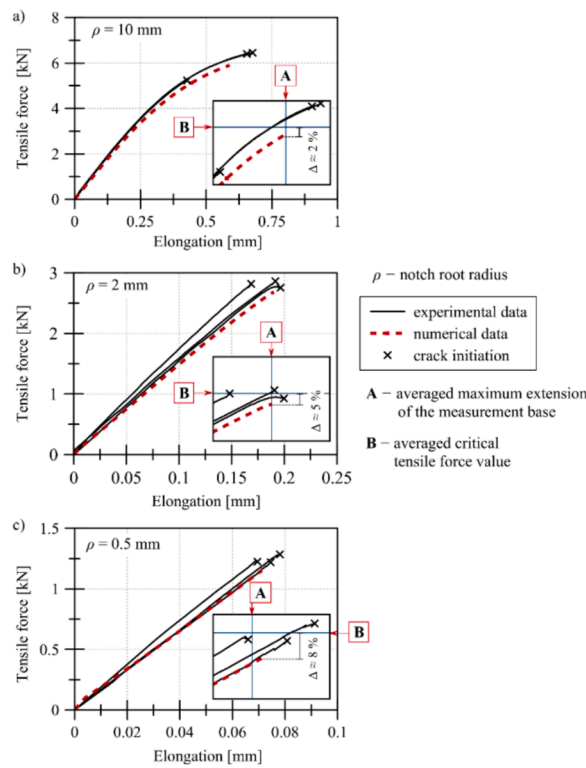 a)
ρ = 10 mm
Tensile force [kN]
8
6
4
2
0
A
B
Δ ≈ 2 %
0
0.25
0.5
0.75
1
Elongation [mm]
b)
ρ = 2 mm
Tensile force [kN]
3
2
1
0
A
B
Δ ≈ 5 %
0
0.05
0.1
0.15
0.2
0.25
Elongation [mm]
ρ − notch root radius
experimental data
numerical data
crack initiation
A − averaged maximum extension
of the measurement base
B − averaged critical
tensile force value
c)
ρ = 0.5 mm
Tensile force [kN]
1.5
1
0.5
0
A
B
Δ ≈ 8 %
0
0.02
0.04
0.06
0.08
0.1
Elongation [mm]